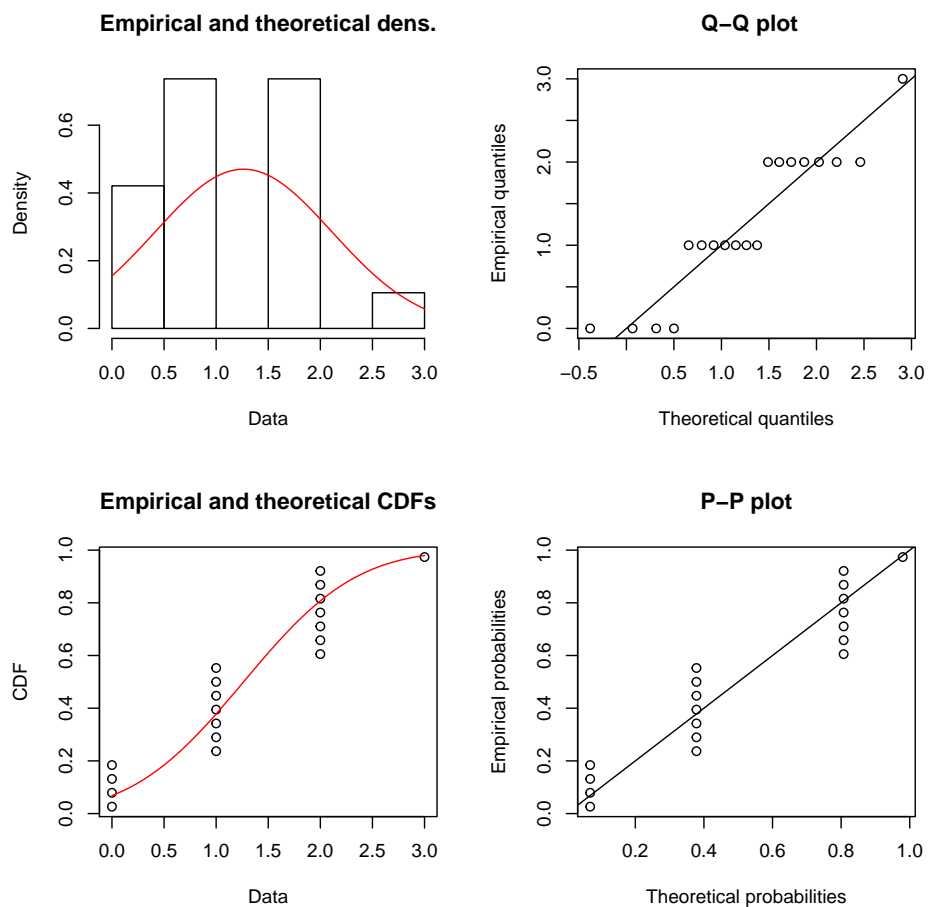 Empirical and theoretical dens.
Density
0.0 0.2 0.4 0.6
0.0 0.5 1.0 1.5 2.0 2.5 3.0
Data
Q−Q plot
Empirical quantiles
0.0 1.0 2.0 3.0
−0.5 0.5 1.0 1.5 2.0 2.5 3.0
Theoretical quantiles
Empirical and theoretical CDFs
CDF
0.0 0.2 0.4 0.6 0.8 1.0
0.0 0.5 1.0 1.5 2.0 2.5 3.0
Data
P−P plot
Empirical probabilities
0.0 0.2 0.4 0.6 0.8 1.0
0.2 0.4 0.6 0.8 1.0
Theoretical probabilities